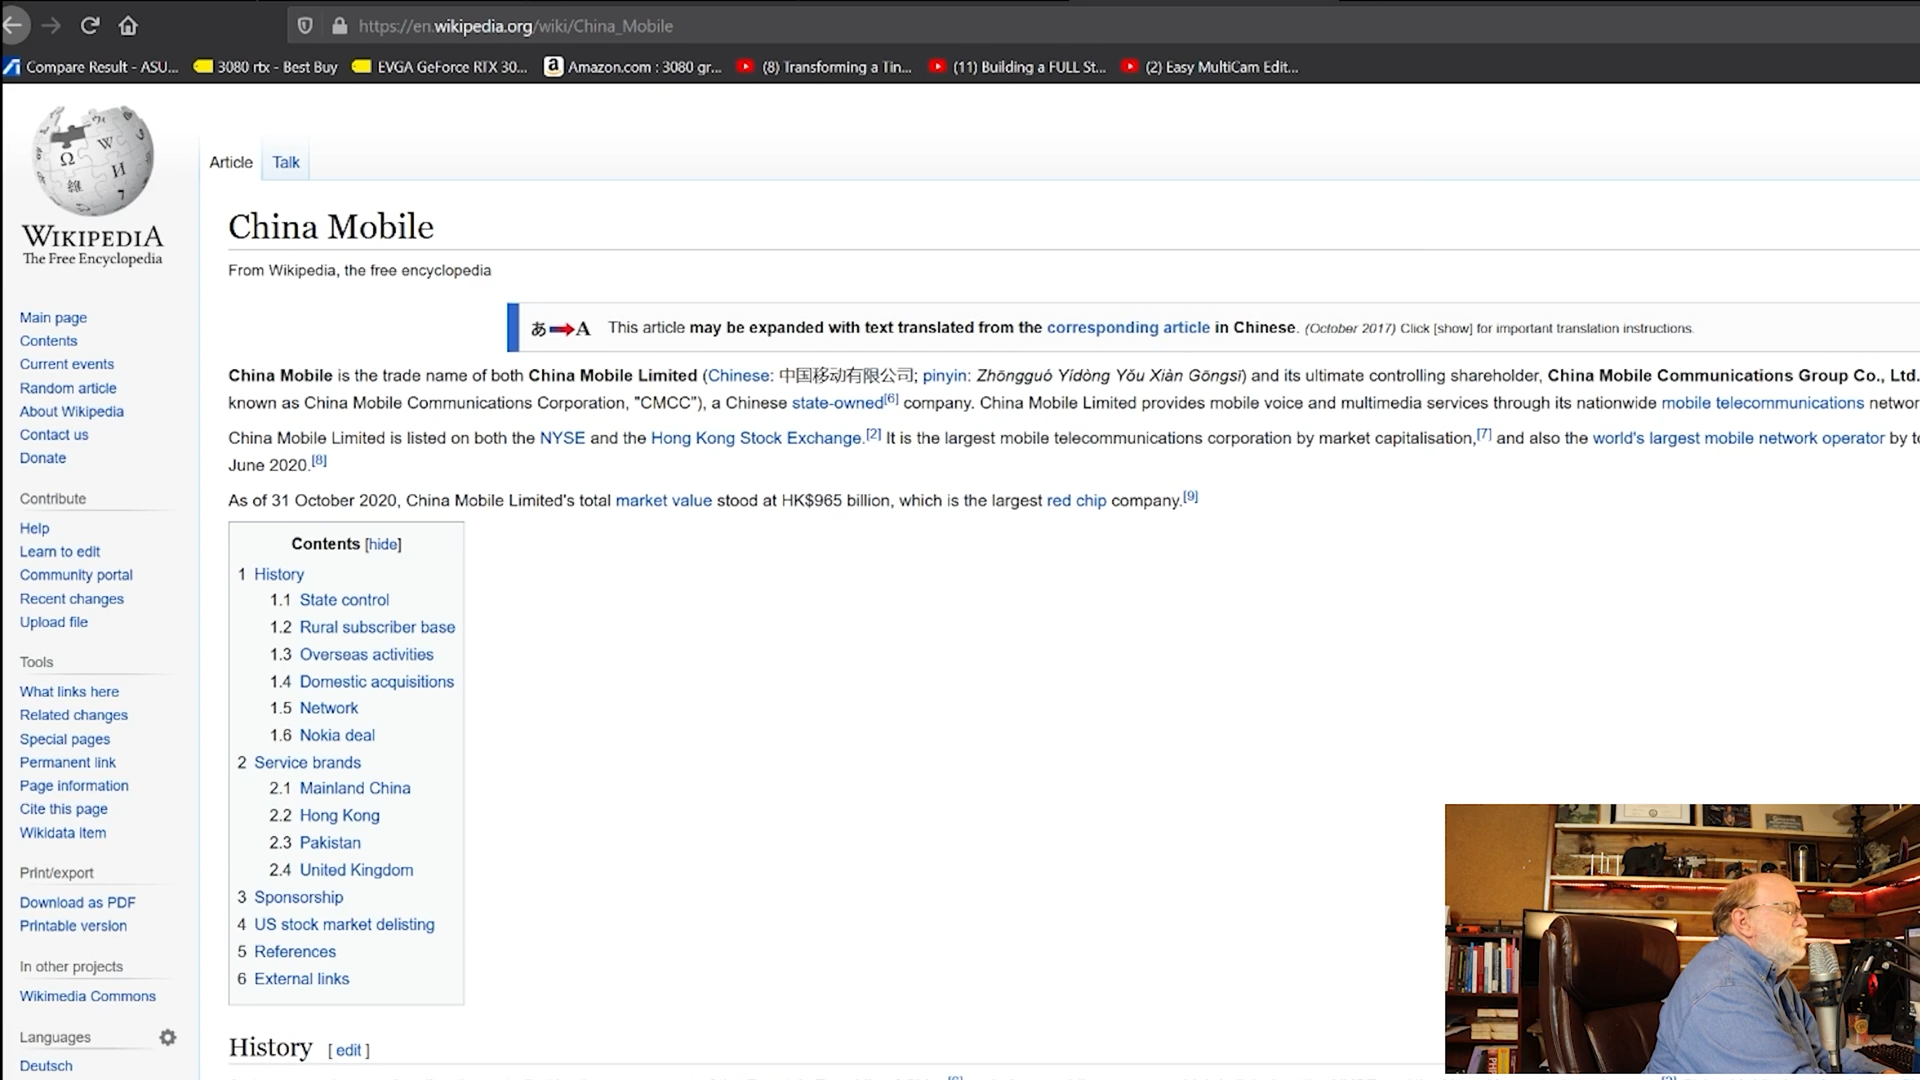 https://en.wikipedia.org/wiki/China_Mobile
Compare Result - ASU...
3080 rtx - Best Buy
EVGA GeForce RTX 30...
Amazon.com : 3080 gr...
(8) Transforming a Tin...
(11) Building a FULL St...
(2) Easy MultiCam Edit...
WIKIPEDIA
The Free Encyclopedia
Main page
Contents
Current events
Random article
About Wikipedia
Contact us
Donate
Contribute
Help
Learn to edit
Community portal
Recent changes
Upload file
Tools
What links here
Related changes
Special pages
Permanent link
Page information
Cite this page
Wikidata item
Print/export
Download as PDF
Printable version
In other projects
Wikimedia Commons
Languages
Deutsch
Article
Talk
China Mobile
From Wikipedia, the free encyclopedia
あ A This article may be expanded with text translated from the corresponding article in Chinese. (October 2017) Click [show] for important translation instructions.
China Mobile is the trade name of both China Mobile Limited (Chinese: 中国移动有限公司; pinyin: Zhōngguó Yídòng Yǒu Xiàn Gōngsī) and its ultimate controlling shareholder, China Mobile Communications Group Co., Ltd.
known as China Mobile Communications Corporation, "CMCC"), a Chinese state-owned[6] company. China Mobile Limited provides mobile voice and multimedia services through its nationwide mobile telecommunications networ
China Mobile Limited is listed on both the NYSE and the Hong Kong Stock Exchange.[2] It is the largest mobile telecommunications corporation by market capitalisation,[7] and also the world's largest mobile network operator by to
June 2020.[8]
As of 31 October 2020, China Mobile Limited's total market value stood at HK$965 billion, which is the largest red chip company.[9]
Contents [hide]
1 History
1.1 State control
1.2 Rural subscriber base
1.3 Overseas activities
1.4 Domestic acquisitions
1.5 Network
1.6 Nokia deal
2 Service brands
2.1 Mainland China
2.2 Hong Kong
2.3 Pakistan
2.4 United Kingdom
3 Sponsorship
4 US stock market delisting
5 References
6 External links
History [ edit ]